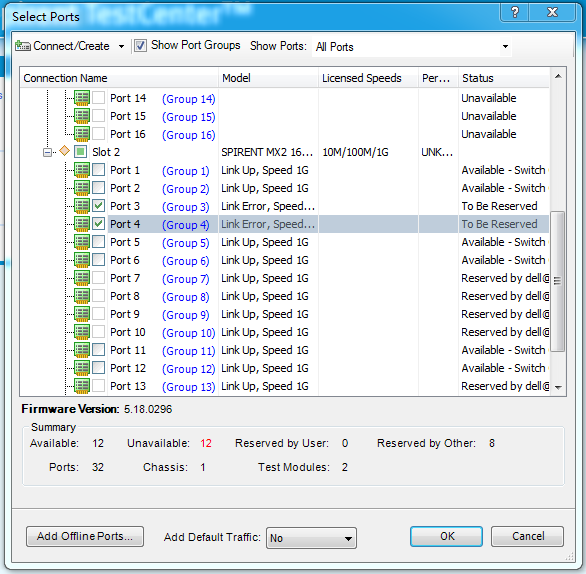 TestCenter™
Select Ports
Connect/Create Show Port Groups Show Ports: All Ports
Connection Name Model Licensed Speeds Per... Status
Port 14 (Group 14) Unavailable
Port 15 (Group 15) Unavailable
Port 16 (Group 16) Unavailable
Slot 2 SPIRENT MX2 16... 10M/100M/1G UNK...
Port 1 (Group 1) Link Up, Speed 1G Available - Switch
Port 2 (Group 2) Link Up, Speed 1G Available - Switch
Port 3 (Group 3) Link Error, Speed... To Be Reserved
Port 4 (Group 4) Link Error, Speed... To Be Reserved
Port 5 (Group 5) Link Up, Speed 1G Available - Switch
Port 6 (Group 6) Link Up, Speed 1G Available - Switch
Port 7 (Group 7) Link Up, Speed 1G Reserved by dell@
Port 8 (Group 8) Link Up, Speed 1G Reserved by dell@
Port 9 (Group 9) Link Up, Speed 1G Reserved by dell@
Port 10 (Group 10) Link Up, Speed 1G Reserved by dell@
Port 11 (Group 11) Link Up, Speed 1G Available - Switch
Port 12 (Group 12) Link Up, Speed 1G Available - Switch
Port 13 (Group 13) Link Up, Speed 1G Reserved by dell@
Firmware Version: 5.18.0296
Summary
Available: 12 Unavailable: 12 Reserved by User: 0 Reserved by Other: 8
Ports: 32 Chassis: 1 Test Modules: 2
Add Offline Ports... Add Default Traffic: No OK Cancel